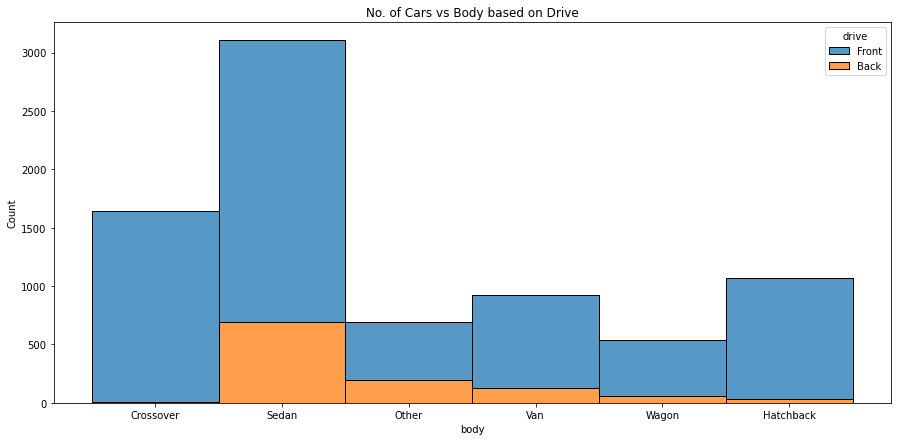 No. of Cars vs Body based on Drive
drive
Front
Back
3000
2500
2000
1500
1000
500
0
Count
Crossover Sedan Other Van Wagon Hatchback
body